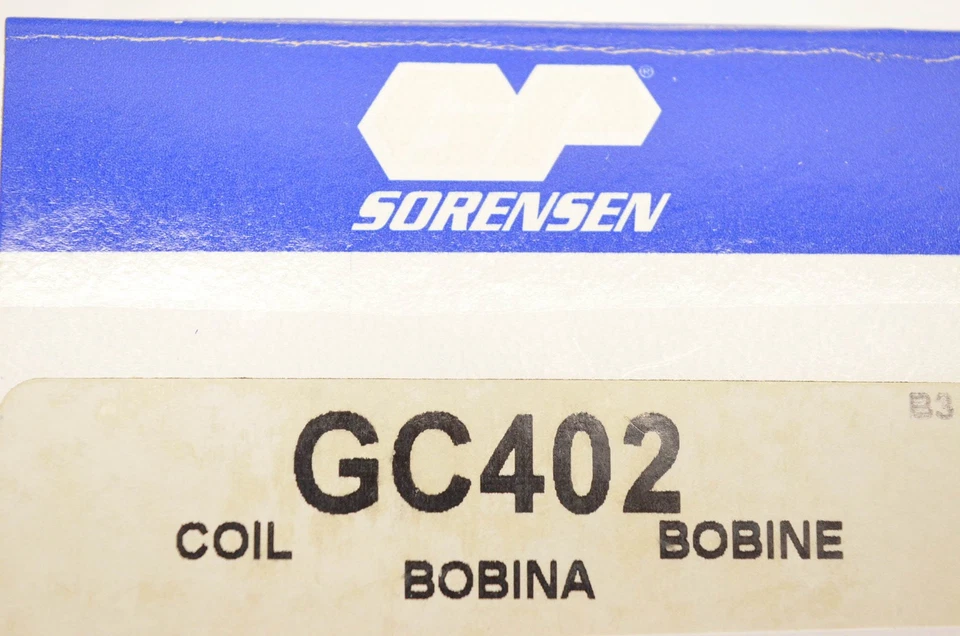 ®
SORENSEN
B3
GC402
COIL
BOBINE
BOBINA